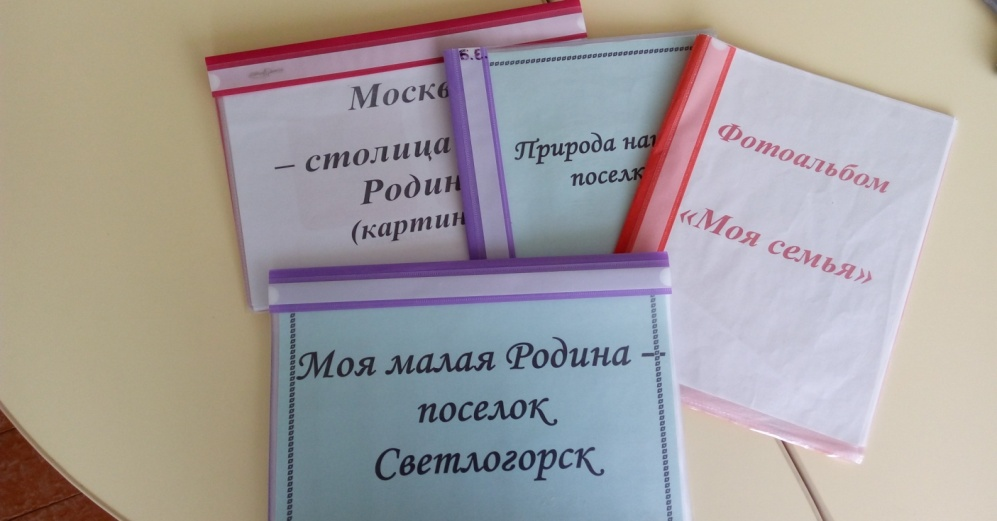 Москв
– столица
Родин
(картин
Б.Е.
Природа на
поселк
Фотоальбом
«Моя семья»
Моя малая Родина –
поселок
Светлогорск